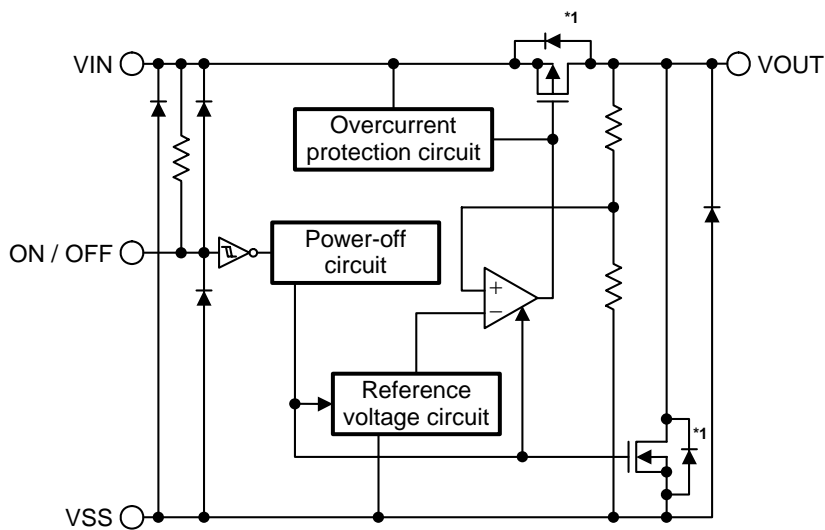 *1
VIN
VOUT
Overcurrent
protection circuit
ON / OFF
Power-off
circuit
+
−
Reference
voltage circuit
*1
VSS